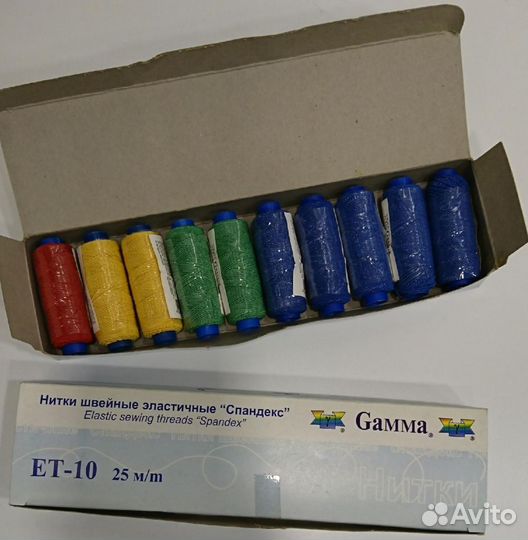 Нитки швейные эластичные "Спандекс"
Elastic sewing threads "Spandex"
Gamma®
ET-10 25 м/m
Нитки
Avito